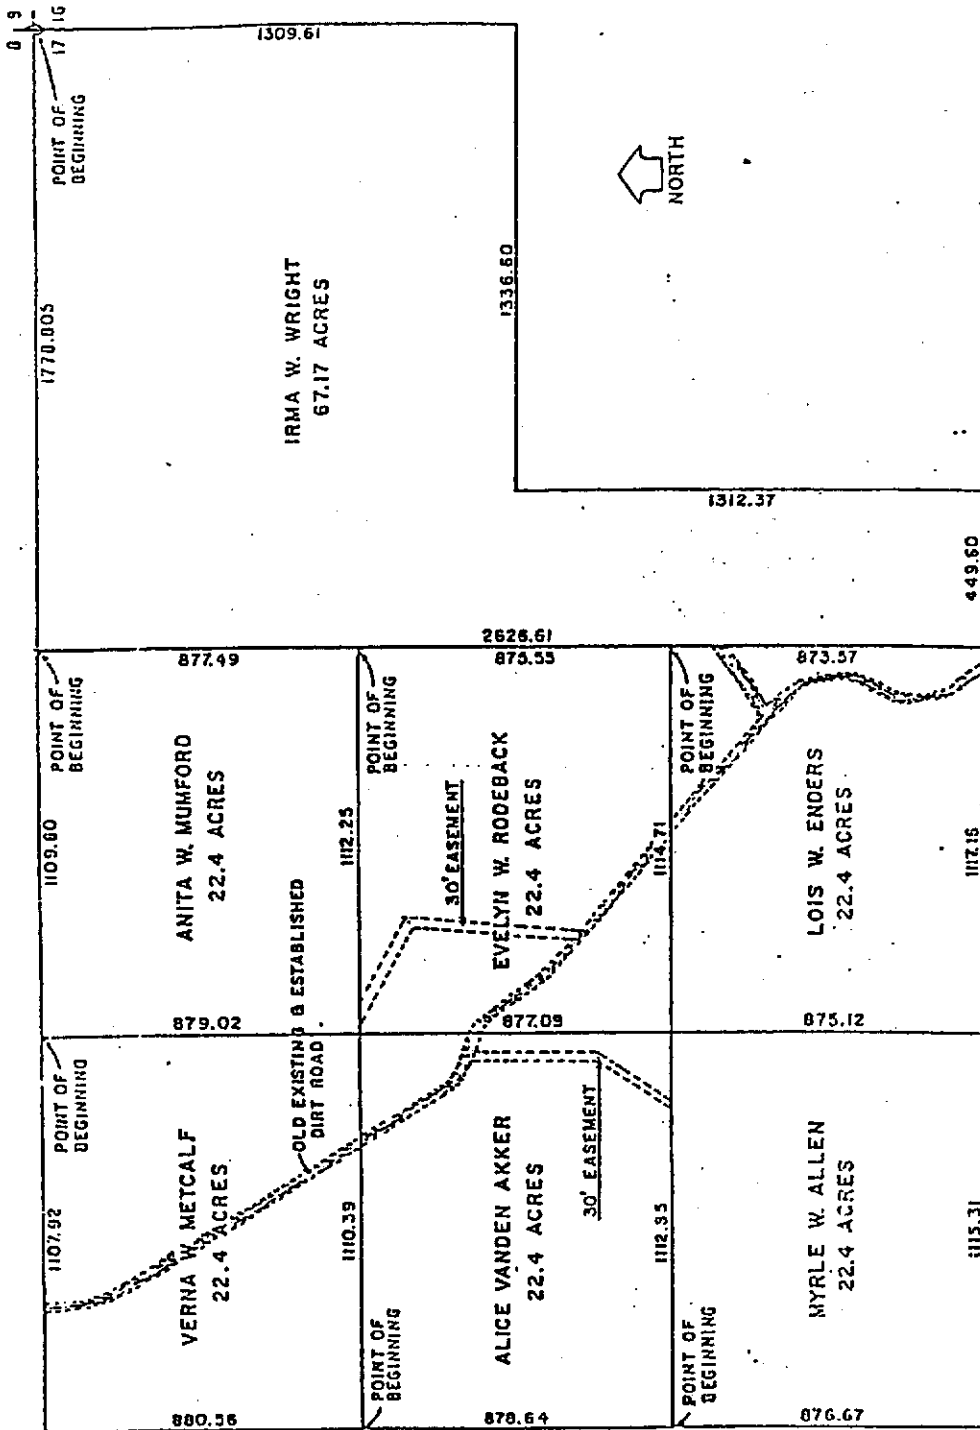 8 9
17 16
1309.61
POINT OF
BEGINNING
1770.005
IRMA W. WRIGHT
67.17 ACRES
NORTH
1336.60
1312.37
449.60
2626.61
877.49
875.55
873.57
POINT OF
BEGINNING
POINT OF
BEGINNING
POINT OF
BEGINNING
1109.60
ANITA W. MUMFORD
22.4 ACRES
1112.25
30' EASEMENT
EVELYN W. RODEBACK
22.4 ACRES
1114.71
LOIS W. ENDERS
22.4 ACRES
1117.16
879.02
877.09
875.12
POINT OF
BEGINNING
OLD EXISTING & ESTABLISHED
DIRT ROAD
1107.92
VERNA W. METCALF
22.4 ACRES
1110.39
ALICE VANDEN AKKER
22.4 ACRES
30' EASEMENT
1112.85
MYRLE W. ALLEN
22.4 ACRES
1115.31
POINT OF
BEGINNING
POINT OF
BEGINNING
880.56
878.64
876.67